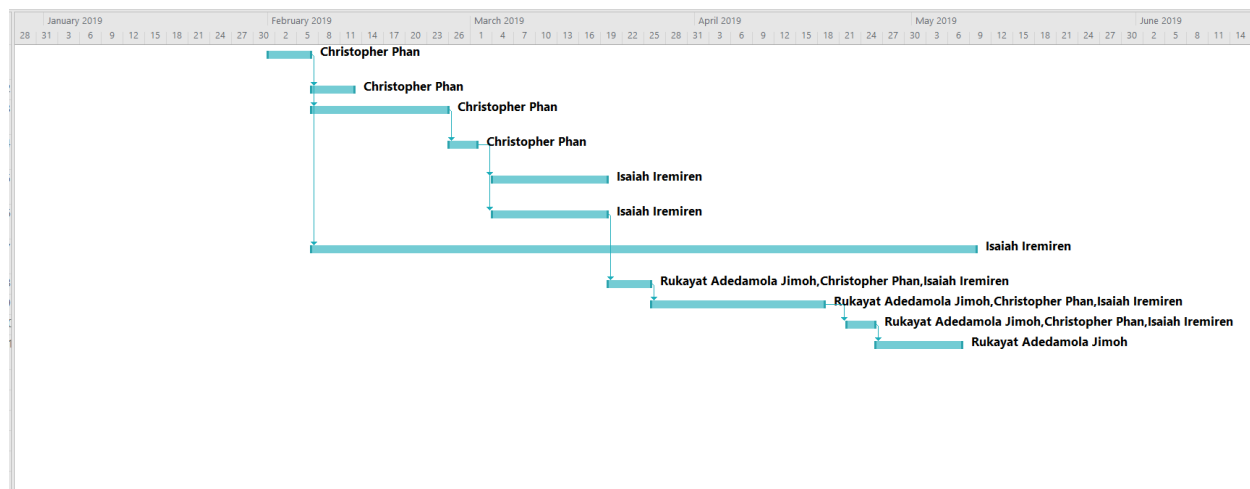 January 2019 February 2019 March 2019 April 2019 May 2019 June 2019
28 31 3 6 9 12 15 18 21 24 27 30 2 5 8 11 14 17 20 23 26 1 4 7 10 13 16 19 22 25 28 31 3 6 9 12 15 18 21 24 27 30 3 6 9 12 15 18 21 24 27 30 2 5 8 11 14
Christopher Phan
Christopher Phan
Christopher Phan
Christopher Phan
Isaiah Iremiren
Isaiah Iremiren
Isaiah Iremiren
Rukayat Adedamola Jimoh,Christopher Phan,Isaiah Iremiren
Rukayat Adedamola Jimoh,Christopher Phan,Isaiah Iremiren
Rukayat Adedamola Jimoh,Christopher Phan,Isaiah Iremiren
Rukayat Adedamola Jimoh